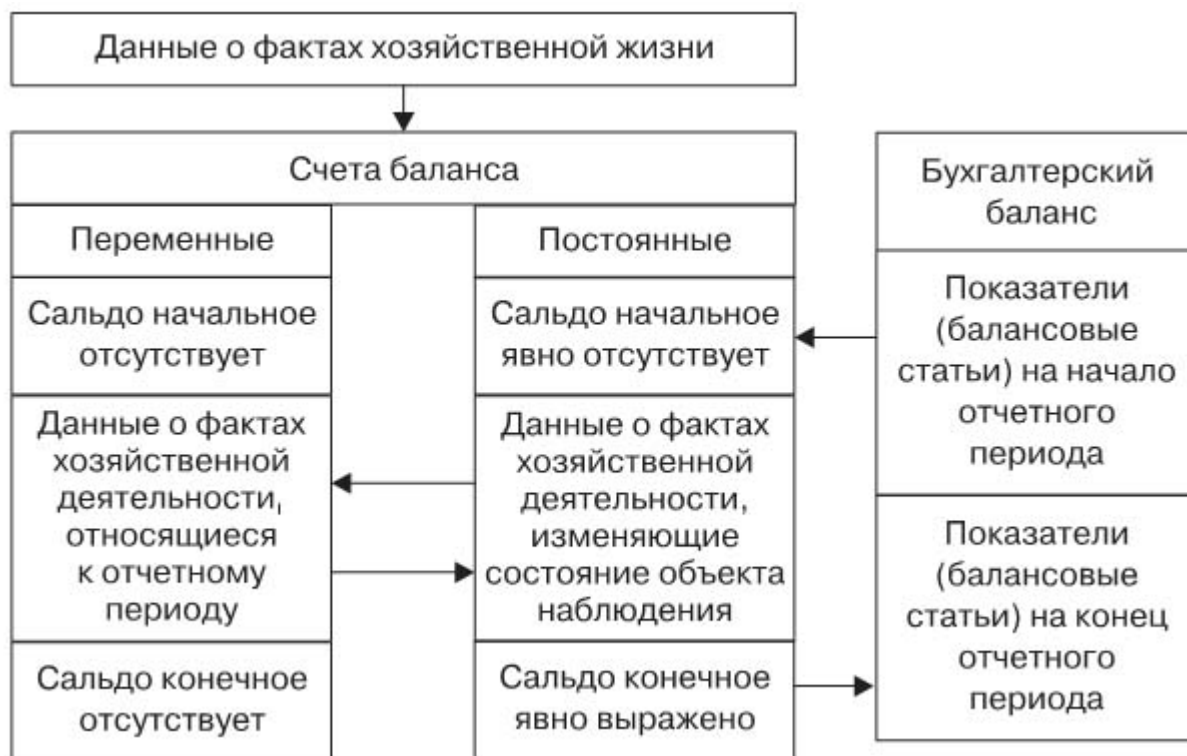 Данные о фактах хозяйственной жизни
Счета баланса
Переменные
Сальдо начальное
отсутствует
Данные о фактах
хозяйственной
деятельности,
относящиеся
к отчетному
периоду
Сальдо конечное
отсутствует
Постоянные
Сальдо начальное
явно отсутствует
Данные о фактах
хозяйственной
деятельности,
изменяющие
состояние объекта
наблюдения
Сальдо конечное
явно выражено
Бухгалтерский
баланс
Показатели
(балансовые
статьи) на начало
отчетного
периода
Показатели
(балансовые
статьи) на конец
отчетного
периода